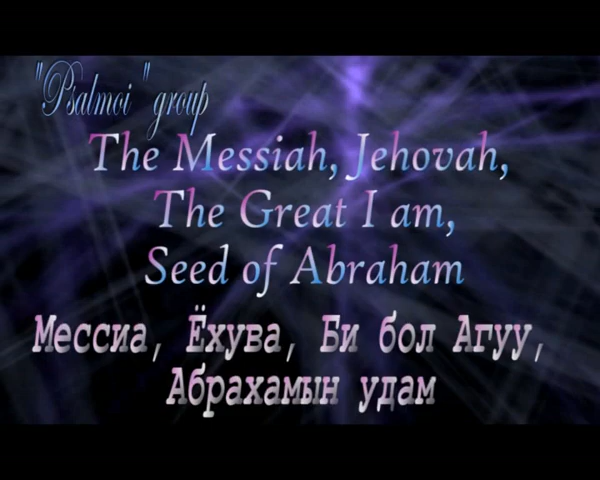 "Psalmoi" group
The Messiah, Jehovah,
The Great I am,
Seed of Abraham
Мессиа, Ёхува, Би бол Агуу,
Абрахамын удам